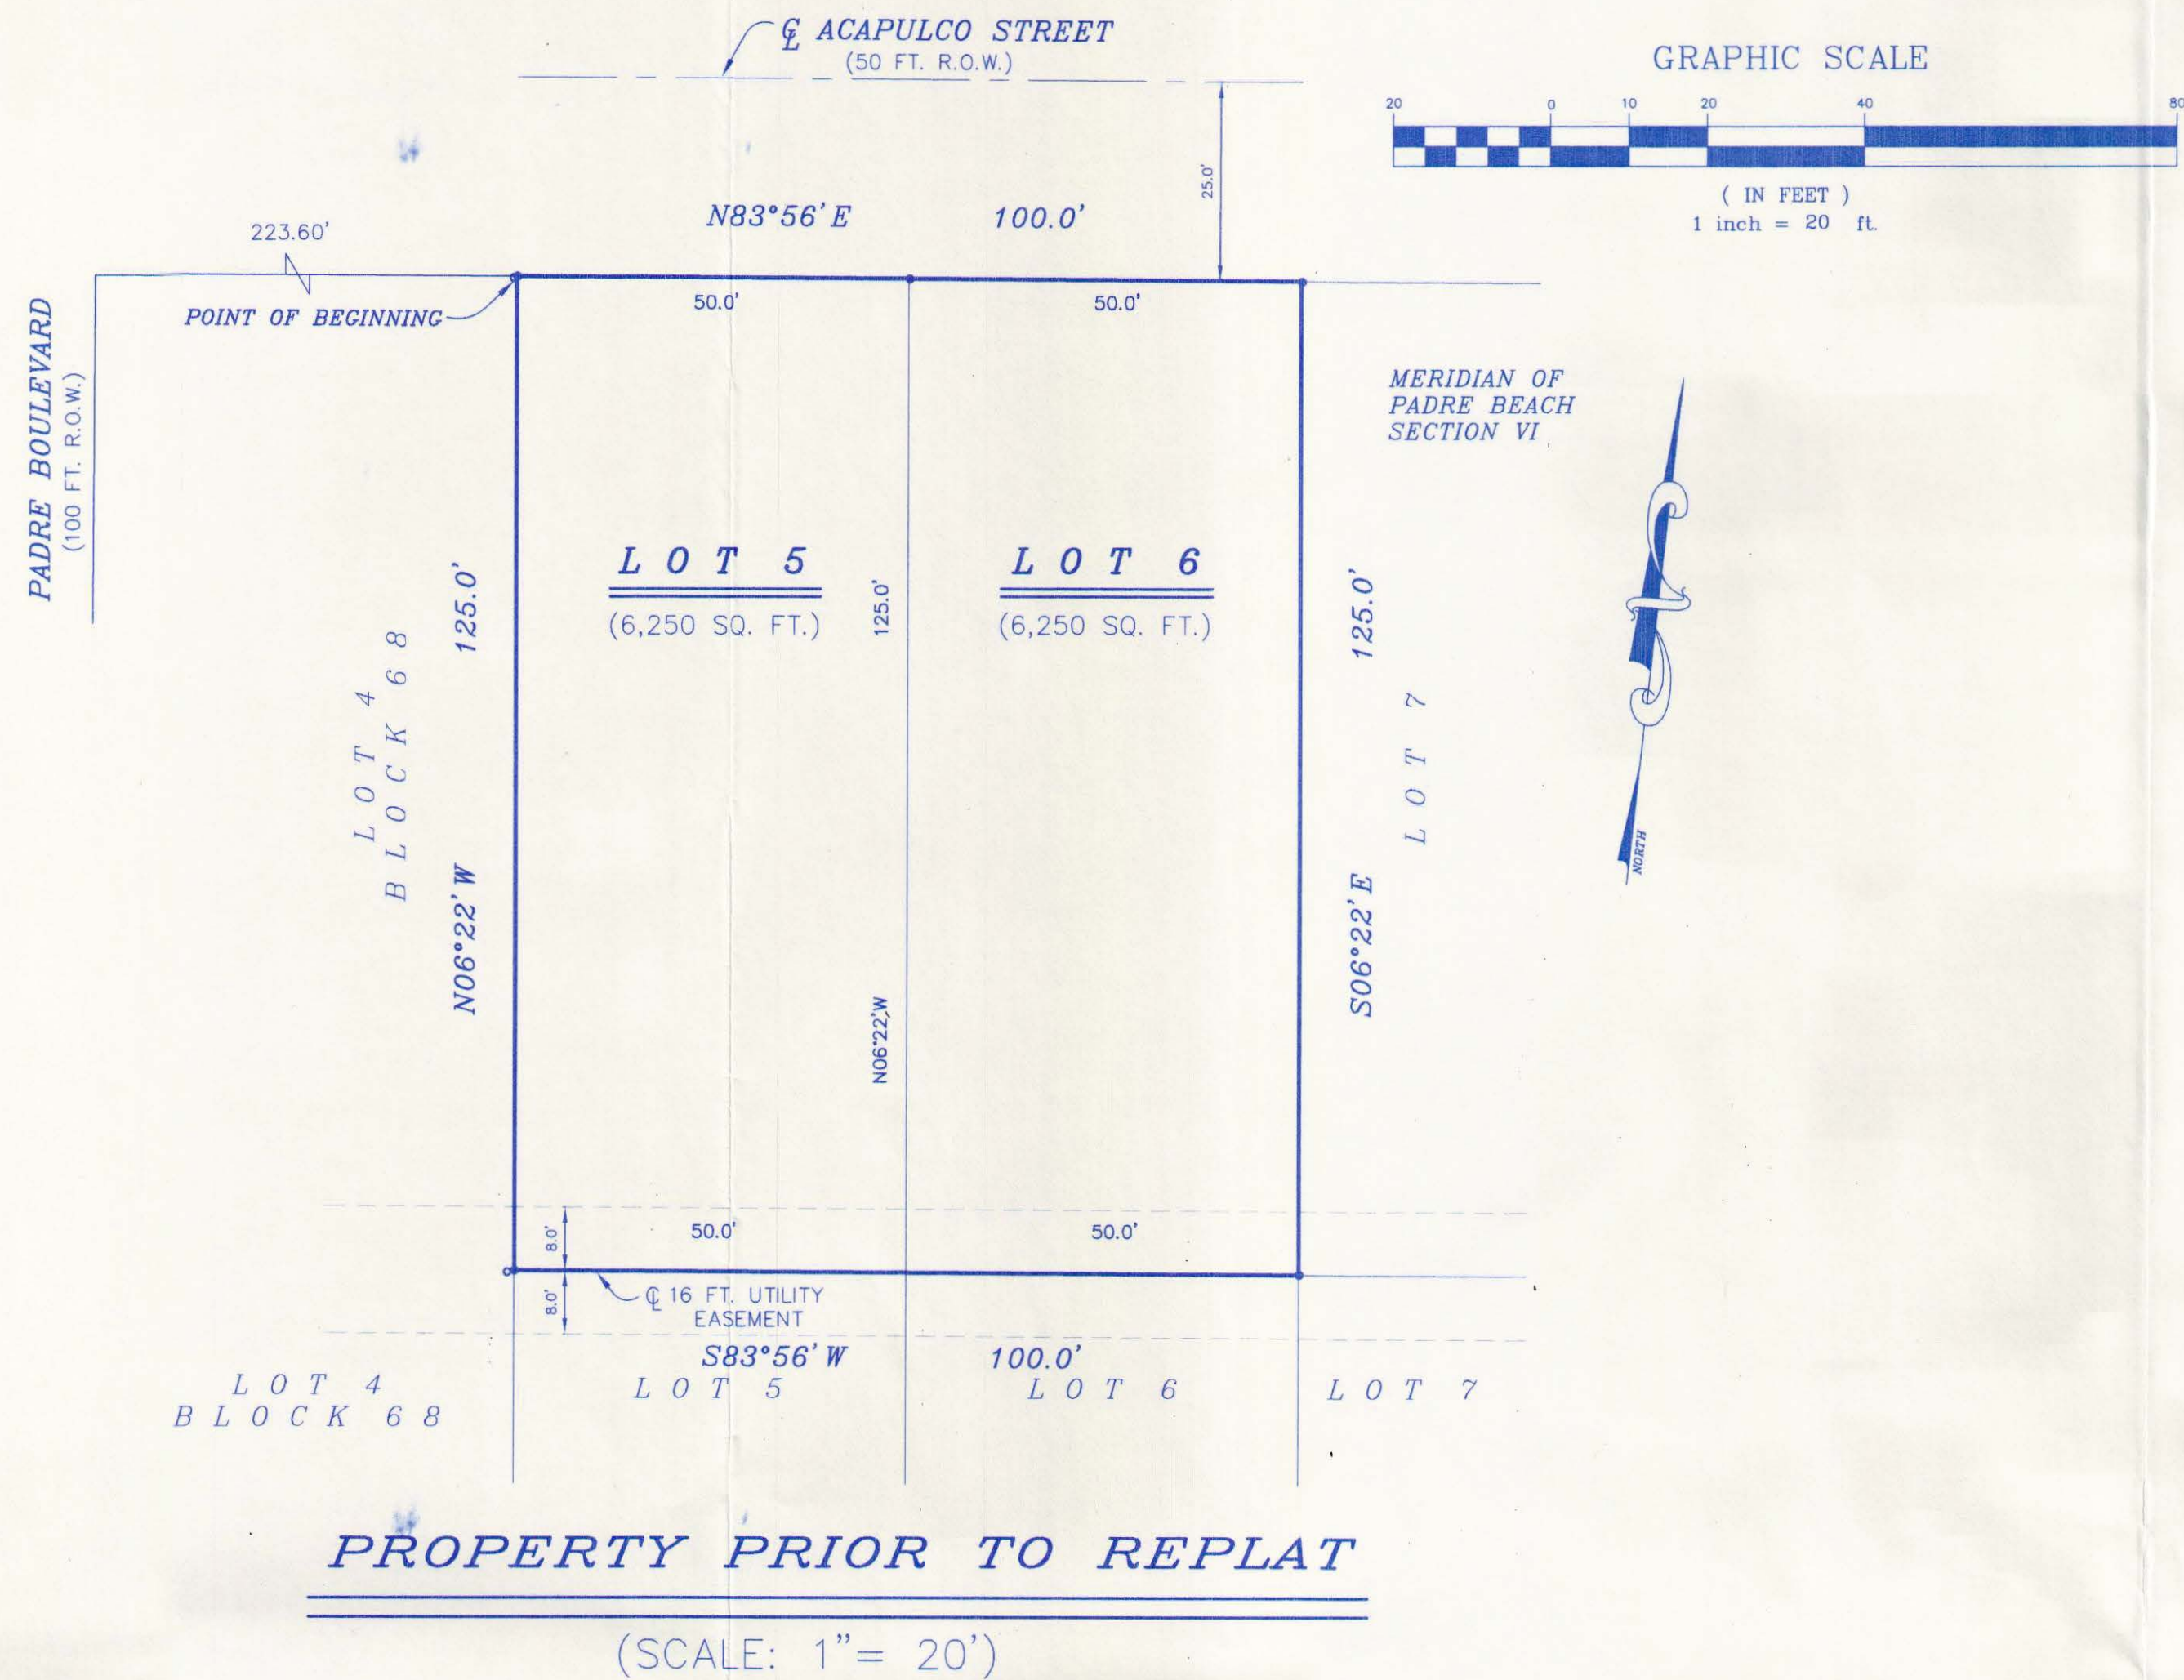 ℄ ACAPULCO STREET
(50 FT. R.O.W.)
GRAPHIC SCALE
20 0 10 20 40 80
( IN FEET )
1 inch = 20 ft.
25.0'
N83°56'E 100.0'
223.60'
POINT OF BEGINNING
50.0' 50.0'
PADRE BOULEVARD
(100 FT. R.O.W.)
MERIDIAN OF
PADRE BEACH
SECTION VI
NORTH
LOT 5
(6,250 SQ. FT.)
LOT 6
(6,250 SQ. FT.)
LOT 4
BLOCK 68
N06°22'W 125.0'
N06°22'W 125.0'
S06°22'E 125.0'
LOT 7
8.0'
50.0' 50.0'
8.0'
℄ 16 FT. UTILITY
EASEMENT
S83°56'W 100.0'
LOT 4
BLOCK 68
LOT 5
LOT 6
LOT 7
PROPERTY PRIOR TO REPLAT
(SCALE: 1"= 20')